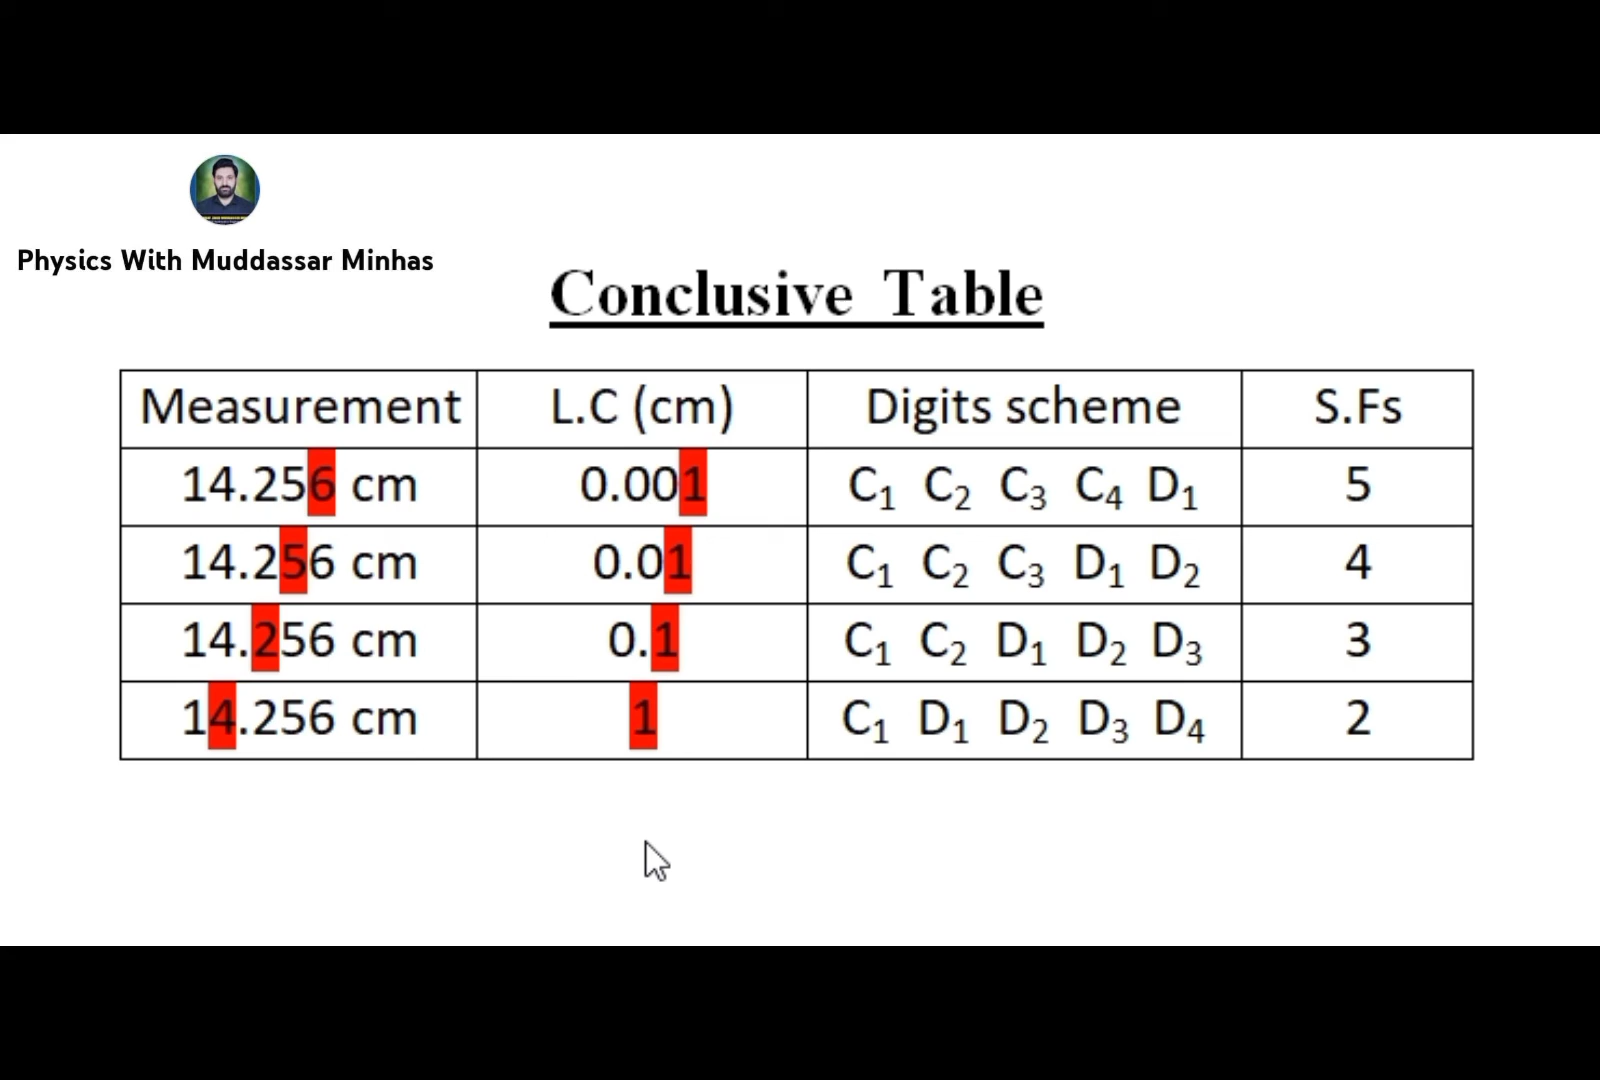 Physics With Muddassar Minhas
Conclusive Table
Measurement L.C (cm) Digits scheme S.Fs
14.256 cm 0.001 C₁ C₂ C₃ C₄ D₁ 5
14.256 cm 0.01 C₁ C₂ C₃ D₁ D₂ 4
14.256 cm 0.1 C₁ C₂ D₁ D₂ D₃ 3
14.256 cm 1 C₁ D₁ D₂ D₃ D₄ 2